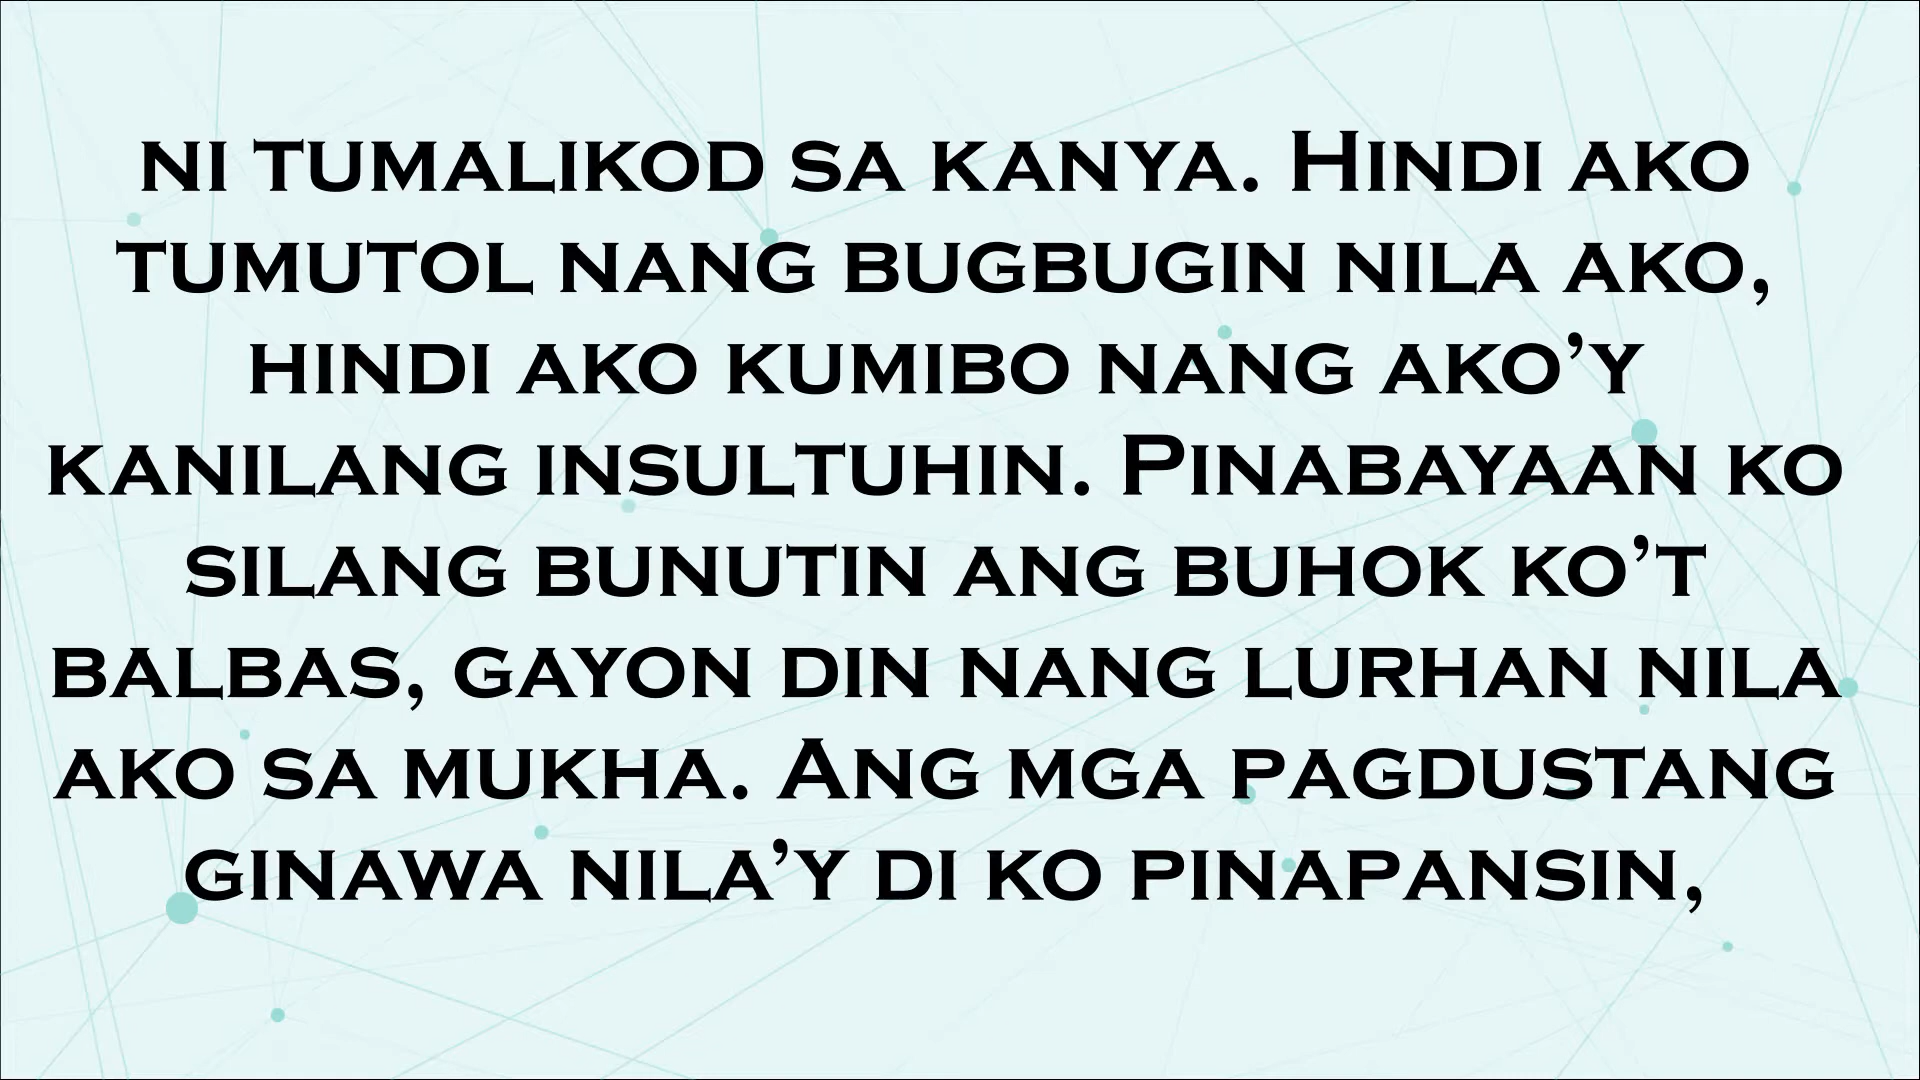 ni tumalikod sa kanya. Hindi ako
tumutol nang bugbugin nila ako,
hindi ako kumibo nang ako’y
kanilang insultuhin. Pinabayaan ko
silang bunutin ang buhok ko’t
balbas, gayon din nang lurhan nila
ako sa mukha. Ang mga pagdustang
ginawa nila’y di ko pinapansin,